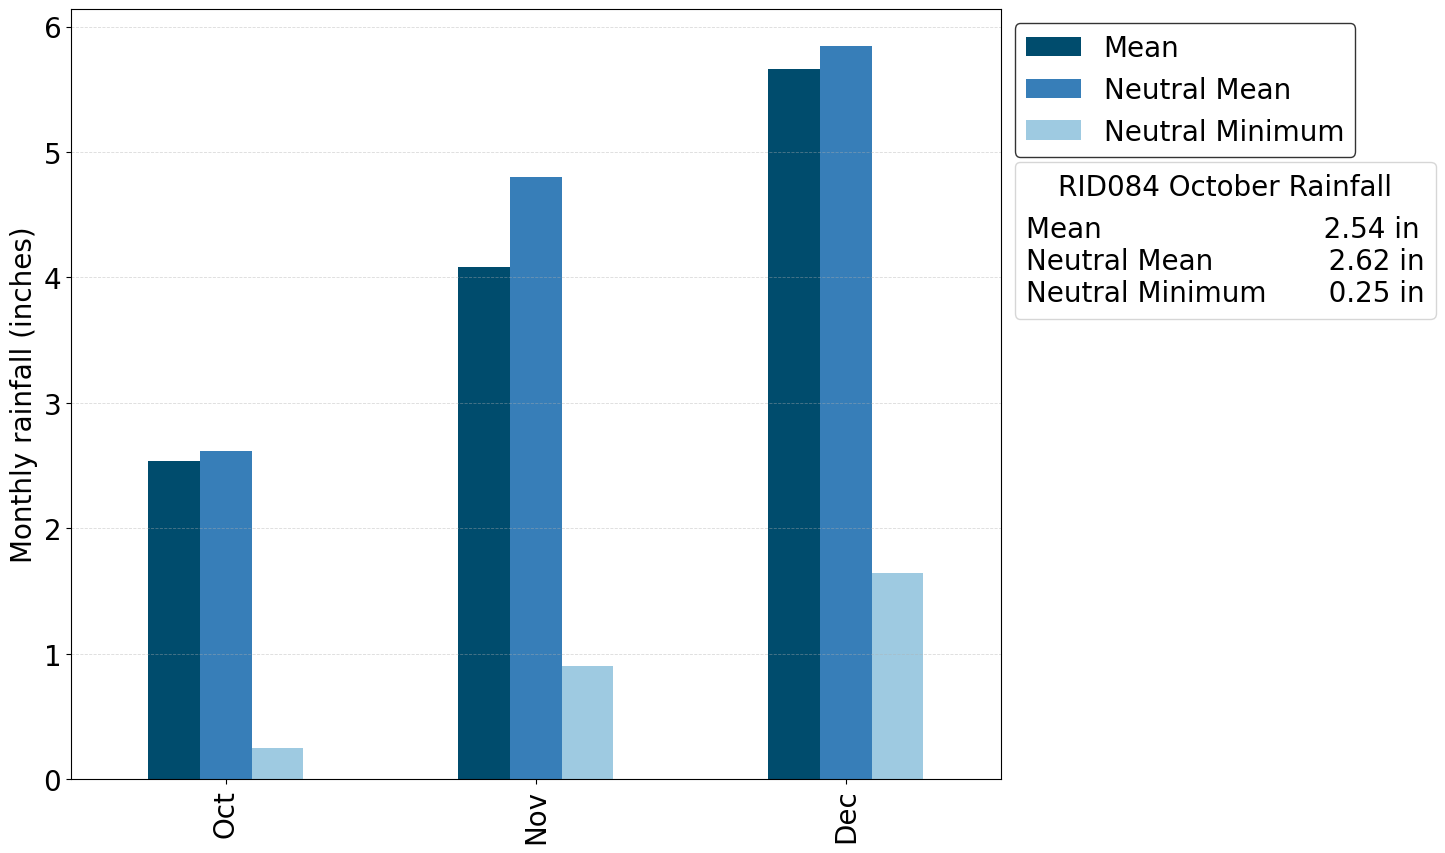 Monthly rainfall (inches)
6
5
4
3
2
1
0
Oct
Nov
Dec
Mean
Neutral Mean
Neutral Minimum
RID084 October Rainfall
Mean 2.54 in
Neutral Mean 2.62 in
Neutral Minimum 0.25 in